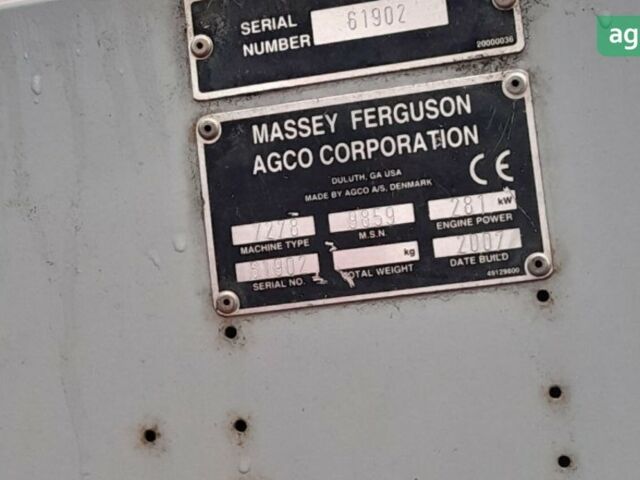 ag
SERIAL NUMBER 61902
20000036
MASSEY FERGUSON
AGCO CORPORATION
DULUTH, GA USA
MADE BY AGCO A/S, DENMARK
CE
7278 9859 281 kW
MACHINE TYPE M.S.N. ENGINE POWER
61902 kg 2007
SERIAL NO. TOTAL WEIGHT DATE BUILD
49129800